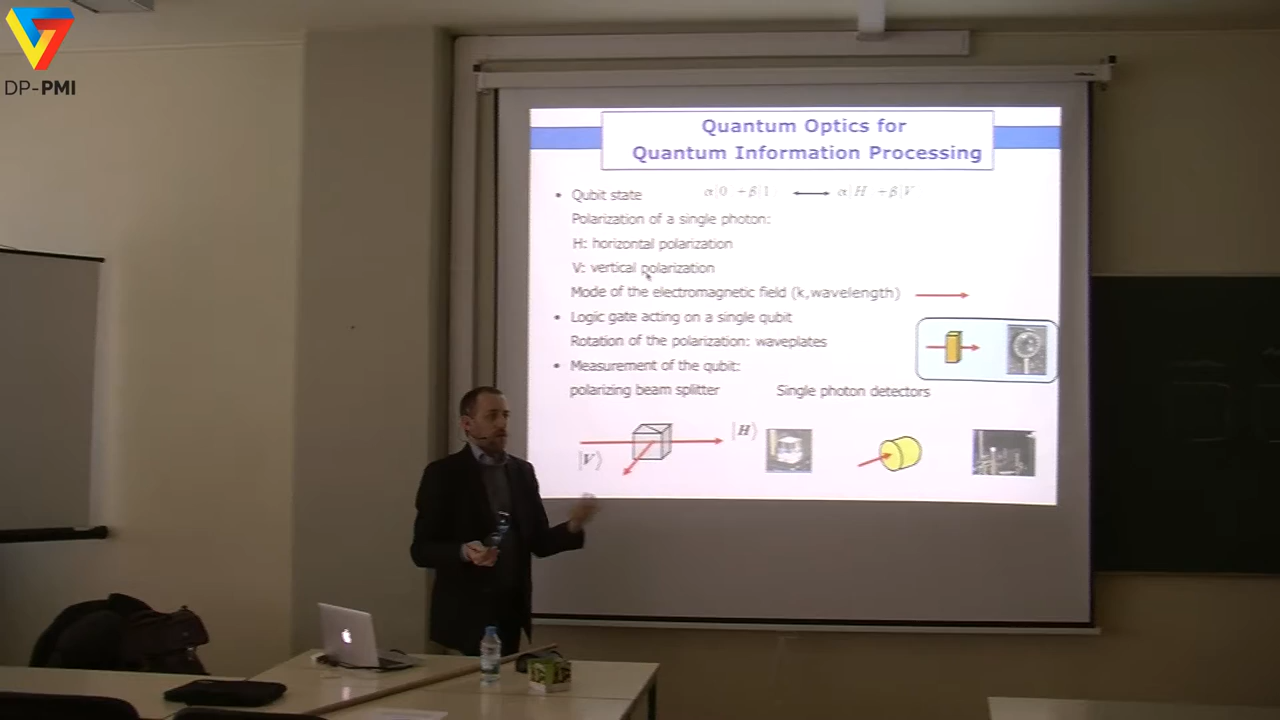 DP-PMI
Quantum Optics for
Quantum Information Processing
• Qubit state α|0 +β|1 α|H +β|V
Polarization of a single photon:
H: horizontal polarization
V: vertical polarization
Mode of the electromagnetic field (k,wavelength)
• Logic gate acting on a single qubit
Rotation of the polarization: waveplates
• Measurement of the qubit:
polarizing beam splitter Single photon detectors
|H⟩
|V⟩